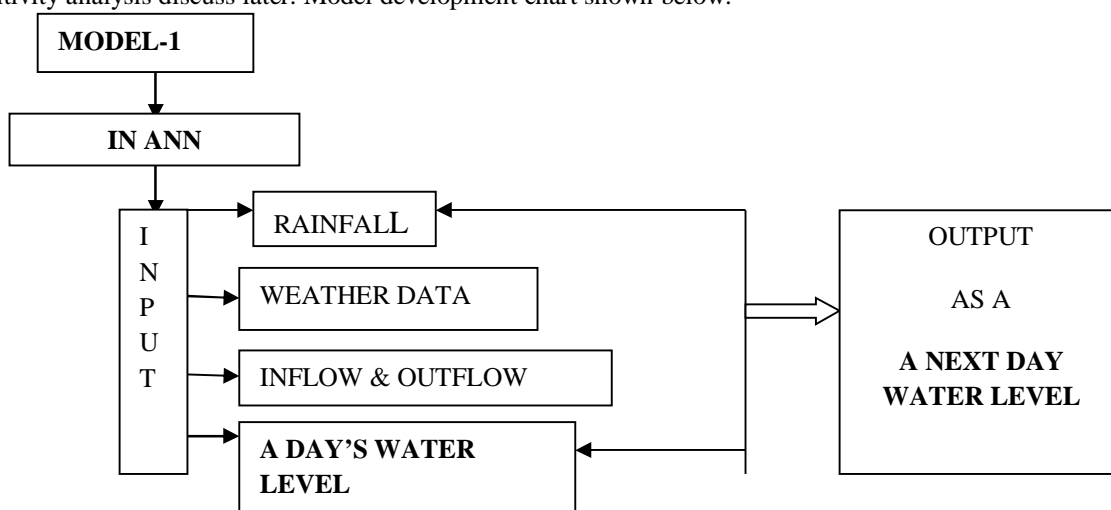 itivity analysis discuss later. Model development chart shown below.
MODEL-1
IN ANN
I
N
P
U
T
RAINFALL
WEATHER DATA
INFLOW & OUTFLOW
A DAY’S WATER
LEVEL
OUTPUT
AS A
A NEXT DAY
WATER LEVEL